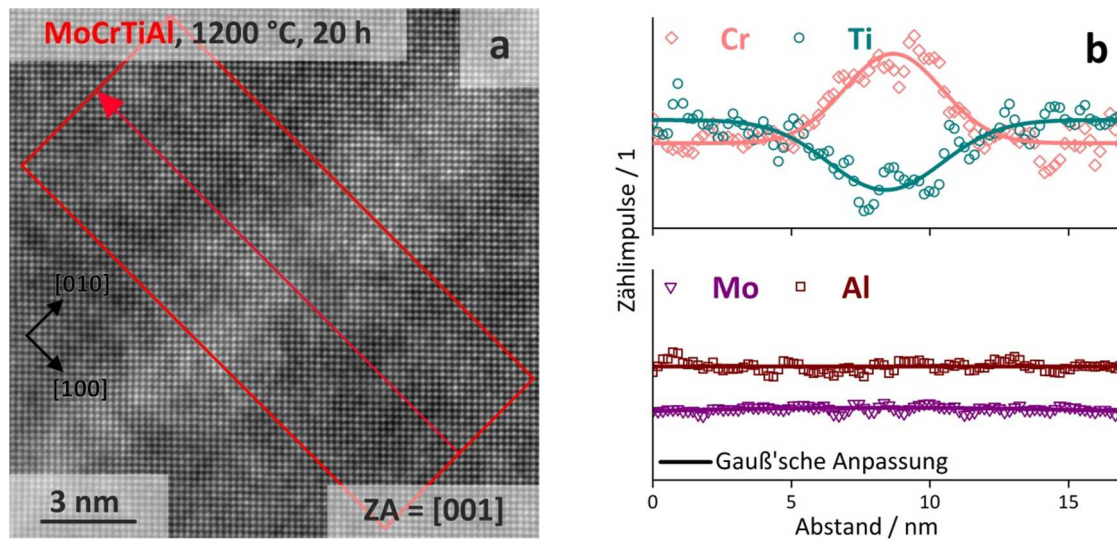 MoCrTiAl, 1200 °C, 20 h
a
[010]
[100]
3 nm
ZA = [001]
b
Cr Ti
Mo Al
Gauß'sche Anpassung
Zählimpulse / 1
0 5 10 15
Abstand / nm